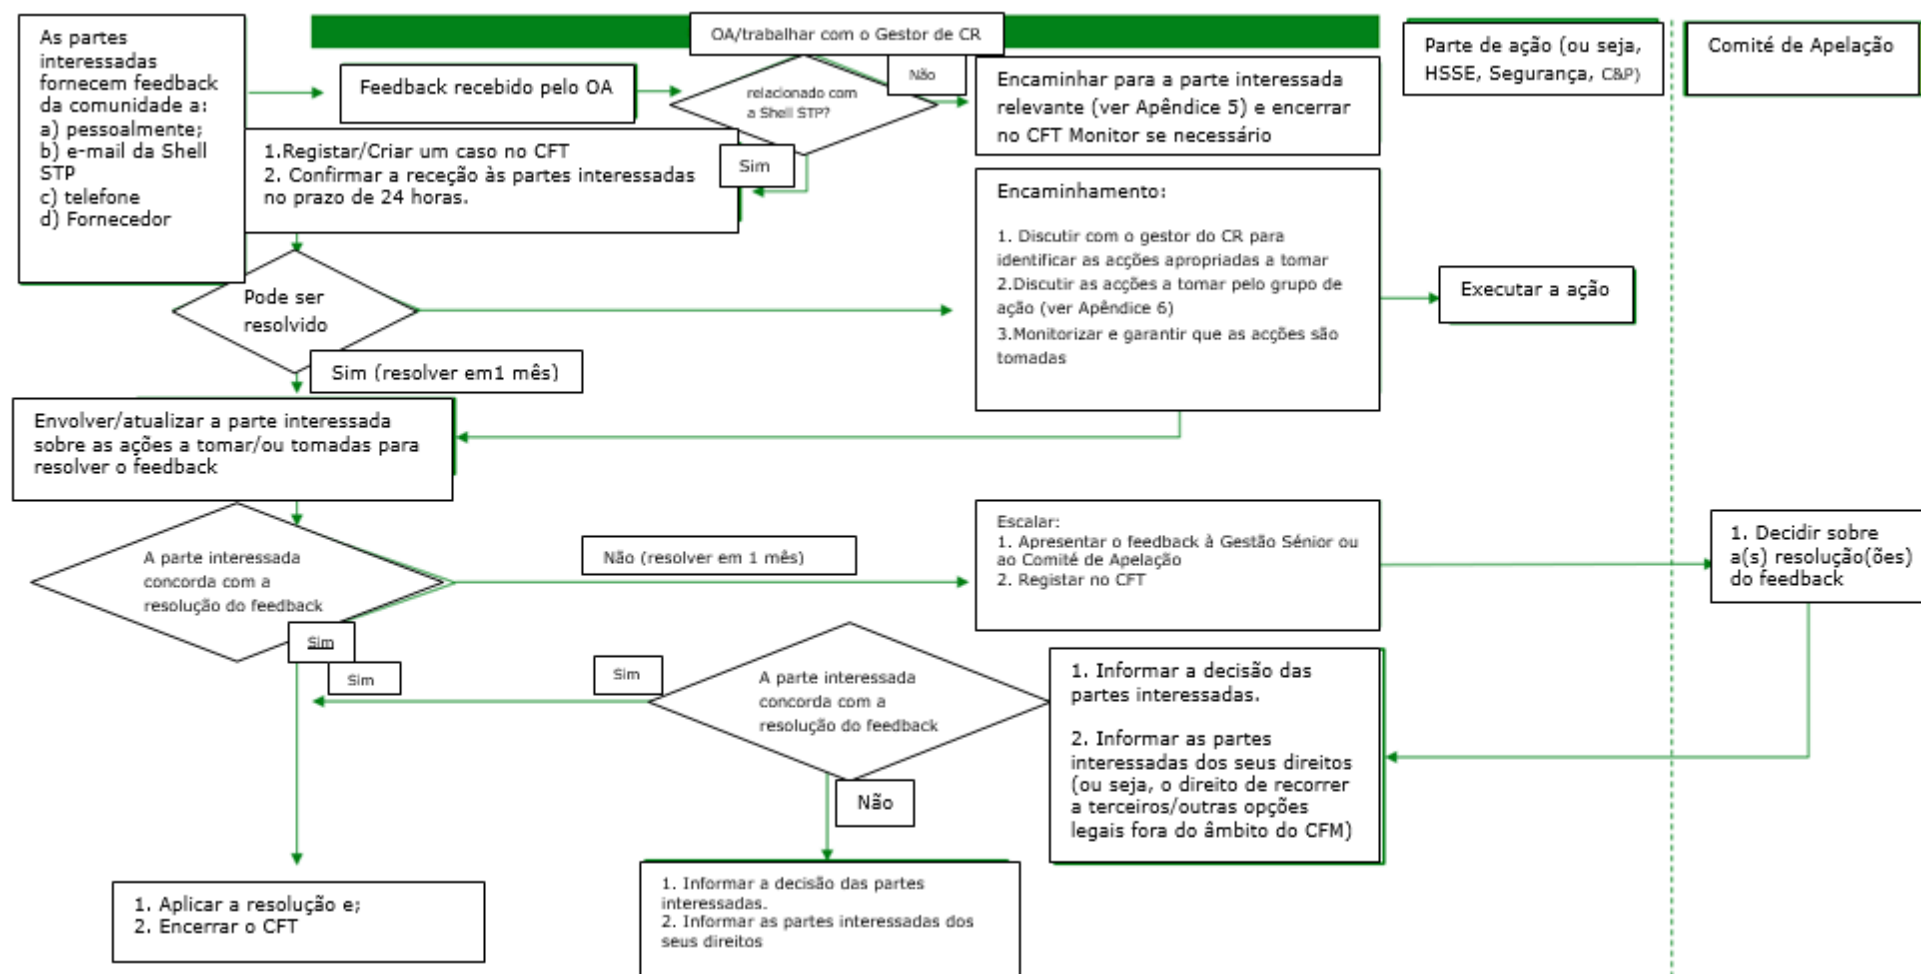 As partes
interessadas
fornecem feedback
da comunidade a:
a) pessoalmente;
b) e-mail da Shell
STP
c) telefone
d) Fornecedor
OA/trabalhar com o Gestor de CR
Parte de ação (ou seja,
HSSE, Segurança, C&P)
Comité de Apelação
Feedback recebido pelo OA
relacionado com
a Shell STP?
Não
Encaminhar para a parte interessada
relevante (ver Apêndice 5) e encerrar
no CFT Monitor se necessário
1.Registar/Criar um caso no CFT
2. Confirmar a receção às partes interessadas
no prazo de 24 horas.
Sim
Encaminhamento:
1. Discutir com o gestor do CR para
identificar as acções apropriadas a tomar
2.Discutir as acções a tomar pelo grupo de
ação (ver Apêndice 6)
3.Monitorizar e garantir que as acções são
tomadas
Executar a ação
Pode ser
resolvido
Sim (resolver em1 mês)
Envolver/atualizar a parte interessada
sobre as ações a tomar/ou tomadas para
resolver o feedback
A parte interessada
concorda com a
resolução do feedback
Não (resolver em 1 mês)
Escalar:
1. Apresentar o feedback à Gestão Sénior ou
ao Comité de Apelação
2. Registar no CFT
1. Decidir sobre
a(s) resolução(ões)
do feedback
Sim
Sim
Sim
A parte interessada
concorda com a
resolução do feedback
1. Informar a decisão das
partes interessadas.
2. Informar as partes
interessadas dos seus direitos
(ou seja, o direito de recorrer
a terceiros/outras opções
legais fora do âmbito do CFM)
Não
1. Aplicar a resolução e;
2. Encerrar o CFT
1. Informar a decisão das partes
interessadas.
2. Informar as partes interessadas dos
seus direitos